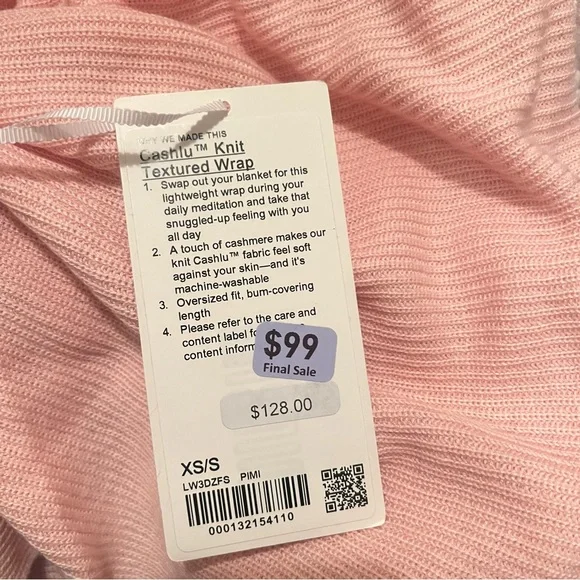 WHY WE MADE THIS
Cashlu™ Knit
Textured Wrap
1. Swap out your blanket for this
lightweight wrap during your
daily meditation and take that
snuggled-up feeling with you
all day
2. A touch of cashmere makes our
knit Cashlu™ fabric feel soft
against your skin—and it's
machine-washable
3. Oversized fit, bum-covering
length
4. Please refer to the care and
content label
content
$99
Final Sale
$128.00
XS/S
LW3DZFS PIMI
000132154110